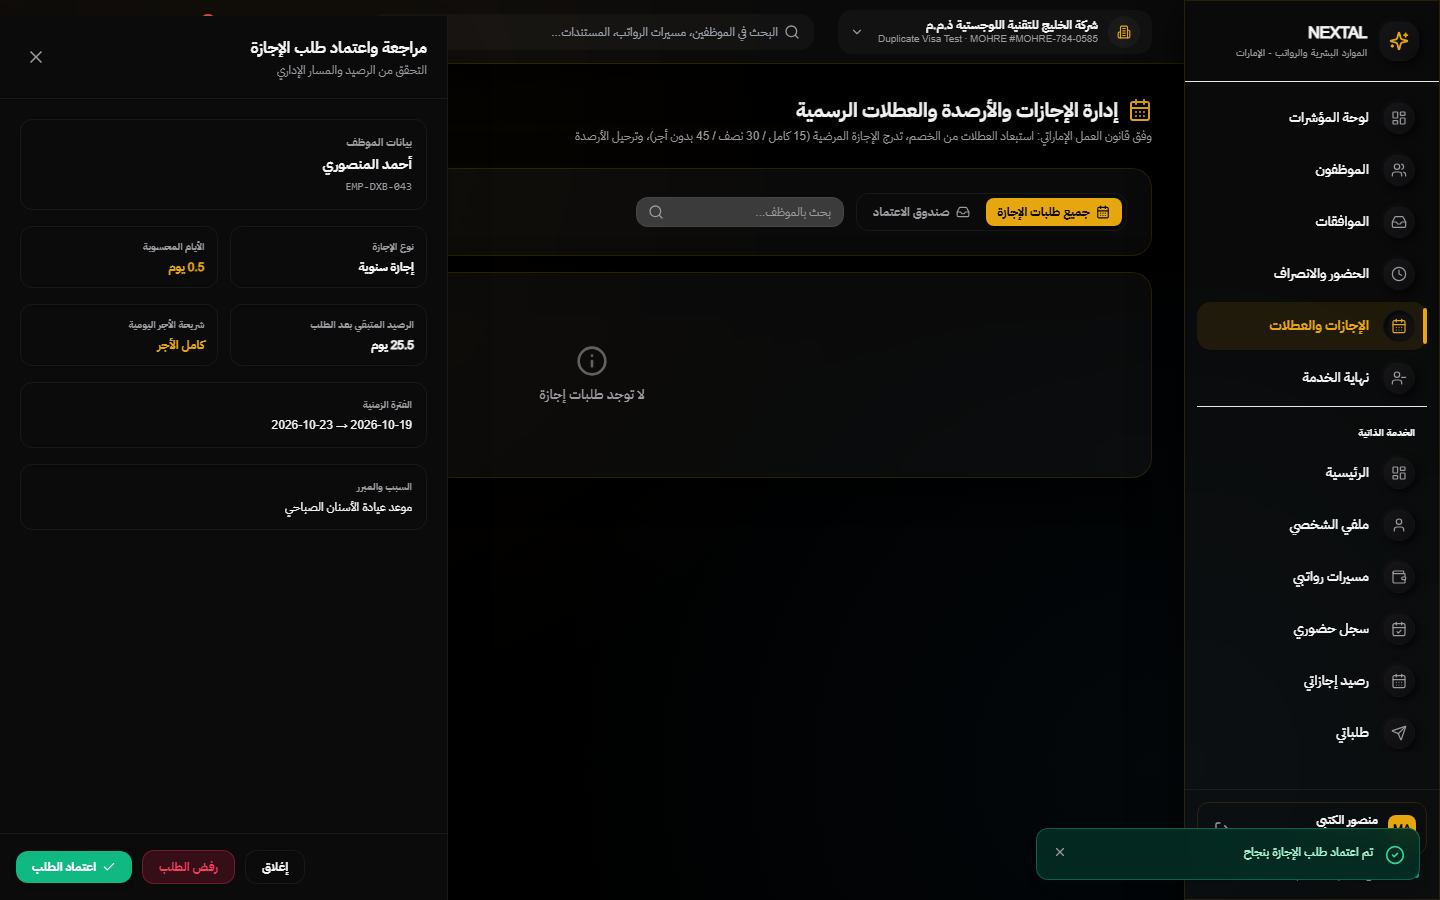 NEXTAL
الموارد البشرية والرواتب - الإمارات
لوحة المؤشرات
الموظفون
الموافقات
الحضور والانصراف
الإجازات والعطلات
نهاية الخدمة
الخدمة الذاتية
الرئيسية
ملفي الشخصي
مسيرات رواتبي
سجل حضوري
رصيد إجازاتي
طلباتي
منصور الكتبي
تم اعتماد طلب الإجازة بنجاح
شركة الخليج للتقنية اللوجستية ذ.م.م
Duplicate Visa Test · MOHRE #MOHRE-784-0585
البحث في الموظفين، مسيرات الرواتب، المستندات...
إدارة الإجازات والأرصدة والعطلات الرسمية
وفق قانون العمل الإماراتي: استبعاد العطلات من الخصم، تدرج الإجازة المرضية (15 كامل / 30 نصف / 45 بدون أجر)، وترحيل الأرصدة
جميع طلبات الإجازة
صندوق الاعتماد
بحث بالموظف...
لا توجد طلبات إجازة
مراجعة واعتماد طلب الإجازة
التحقق من الرصيد والمسار الإداري
بيانات الموظف
أحمد المنصوري
EMP-DXB-043
نوع الإجازة
إجازة سنوية
الأيام المحسوبة
0.5 يوم
الرصيد المتبقي بعد الطلب
25.5 يوم
شريحة الأجر اليومية
كامل الأجر
الفترة الزمنية
2026-10-19 → 2026-10-23
السبب والمبرر
موعد عيادة الأسنان الصباحي
إغلاق
رفض الطلب
اعتماد الطلب